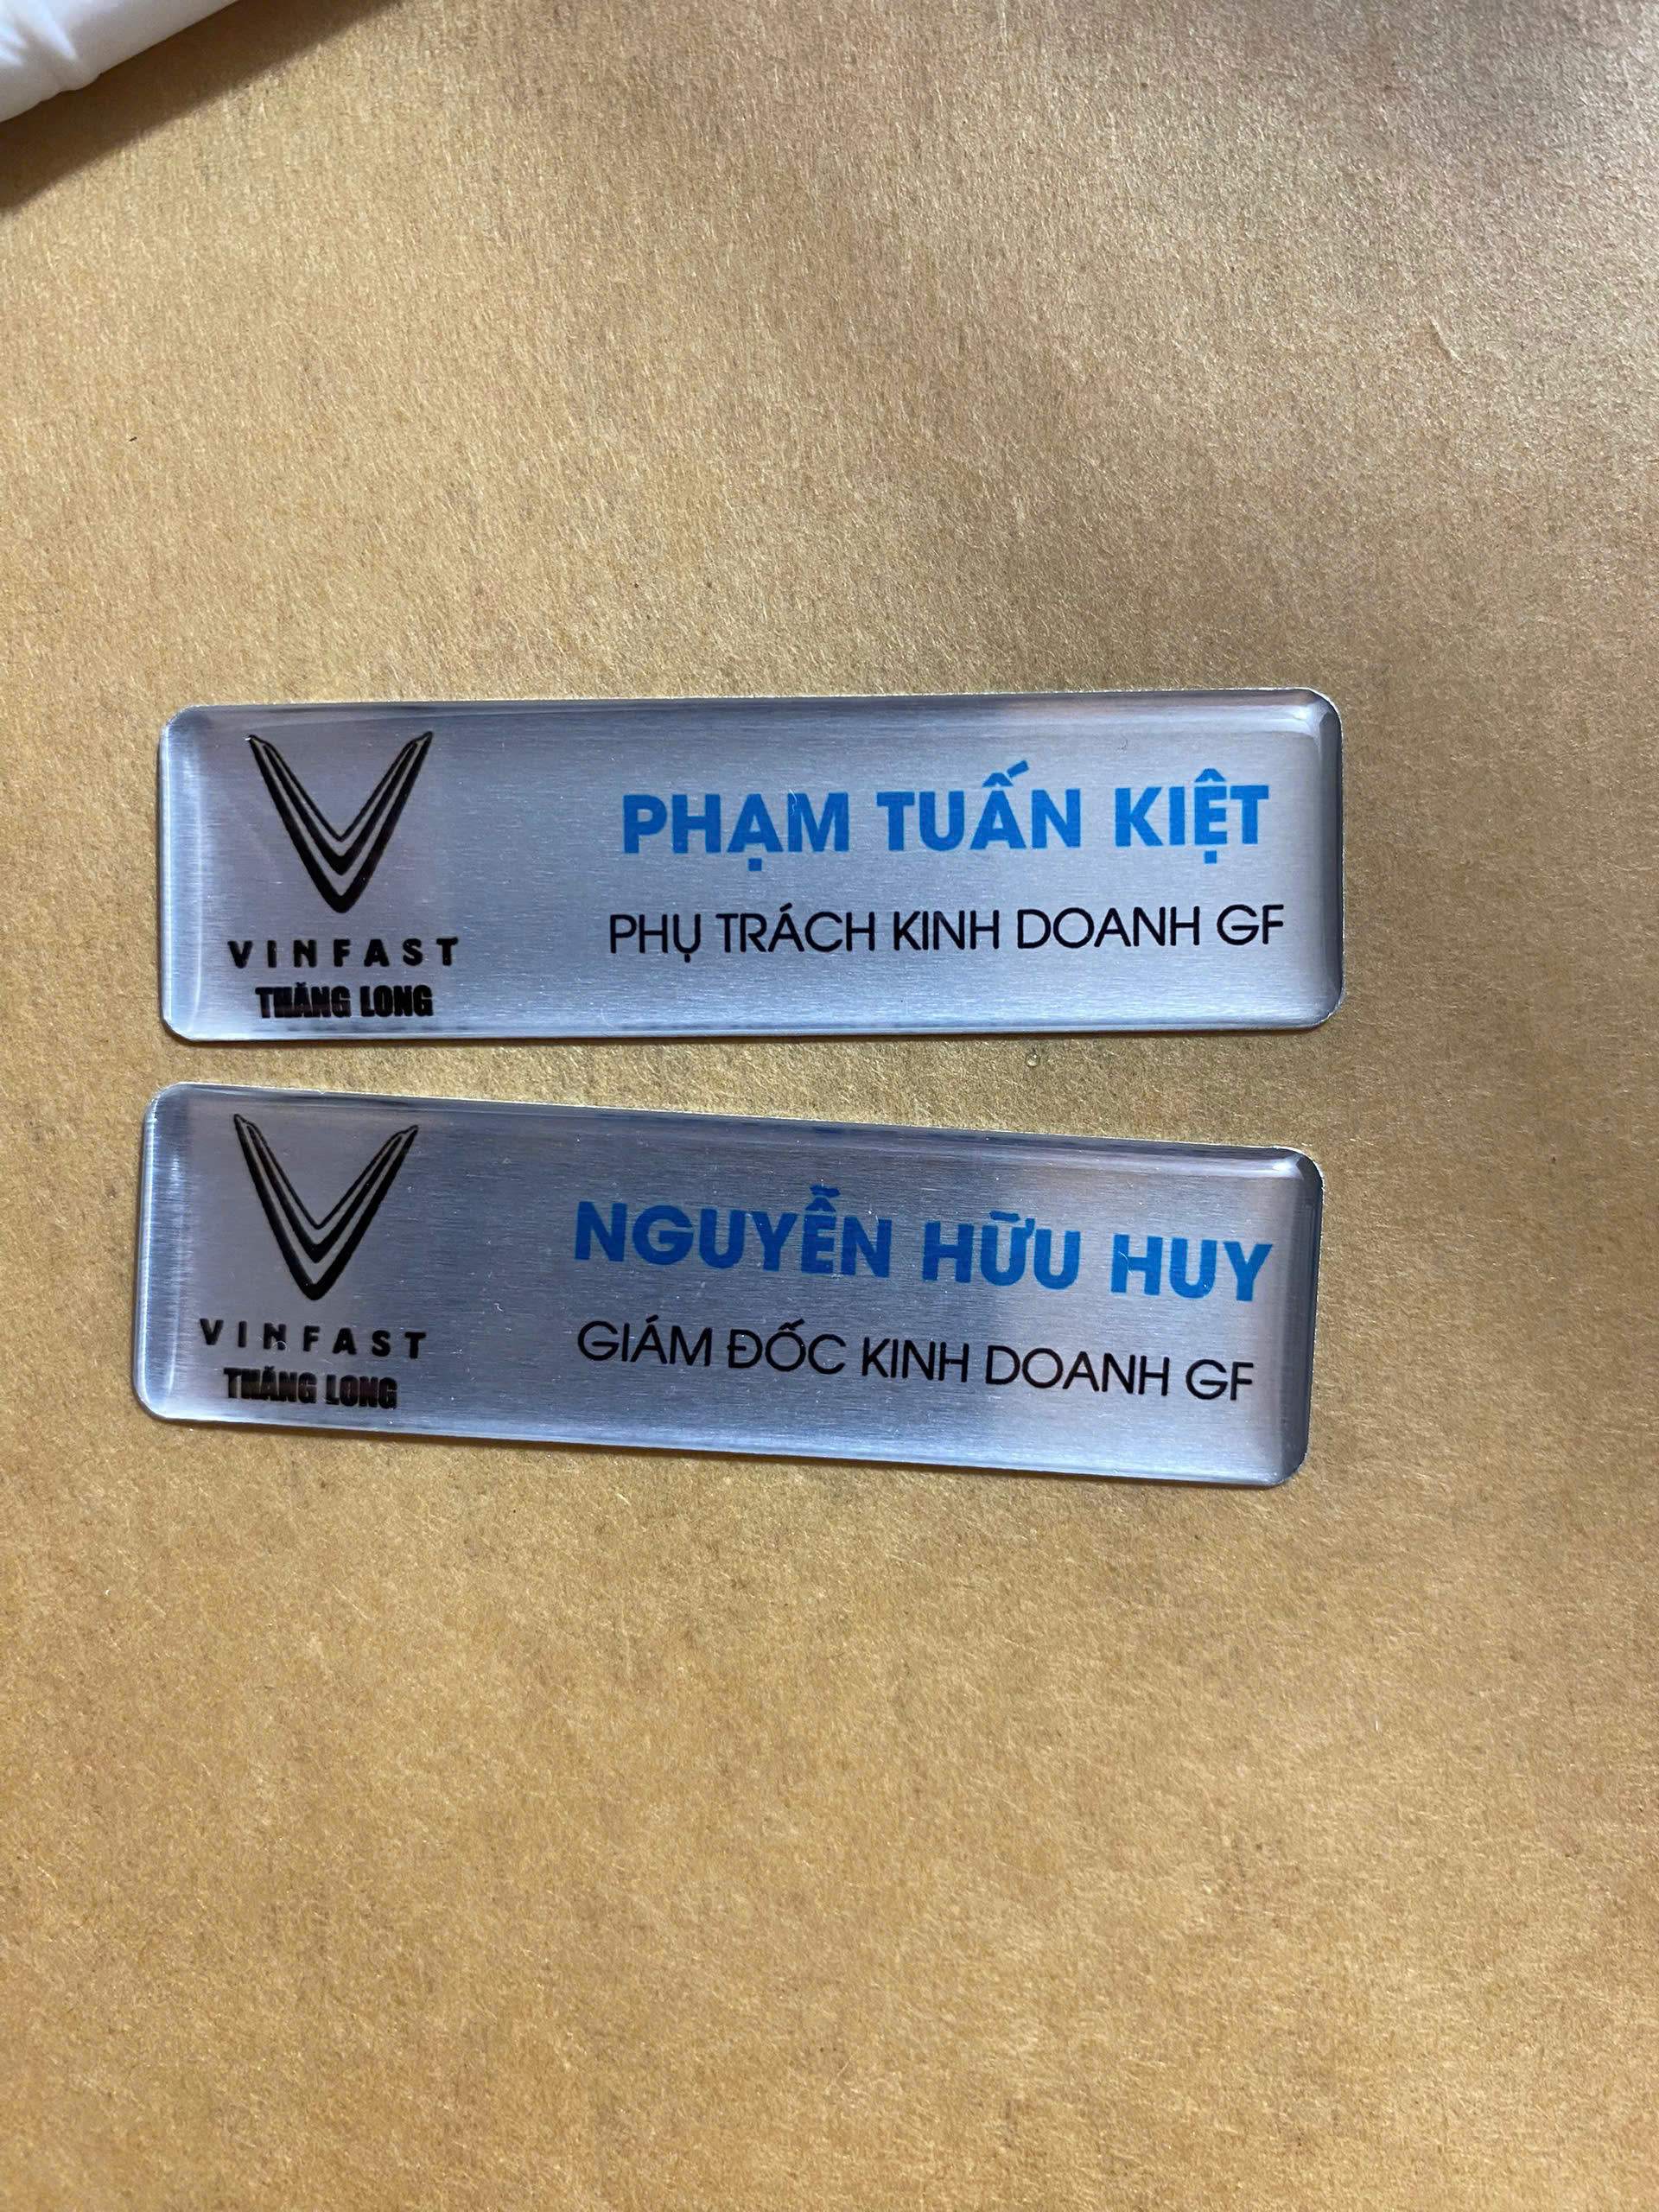 VINFAST
THĂNG LONG
PHẠM TUẤN KIỆT
PHỤ TRÁCH KINH DOANH GF
VINFAST
THĂNG LONG
NGUYỄN HỮU HUY
GIÁM ĐỐC KINH DOANH GF